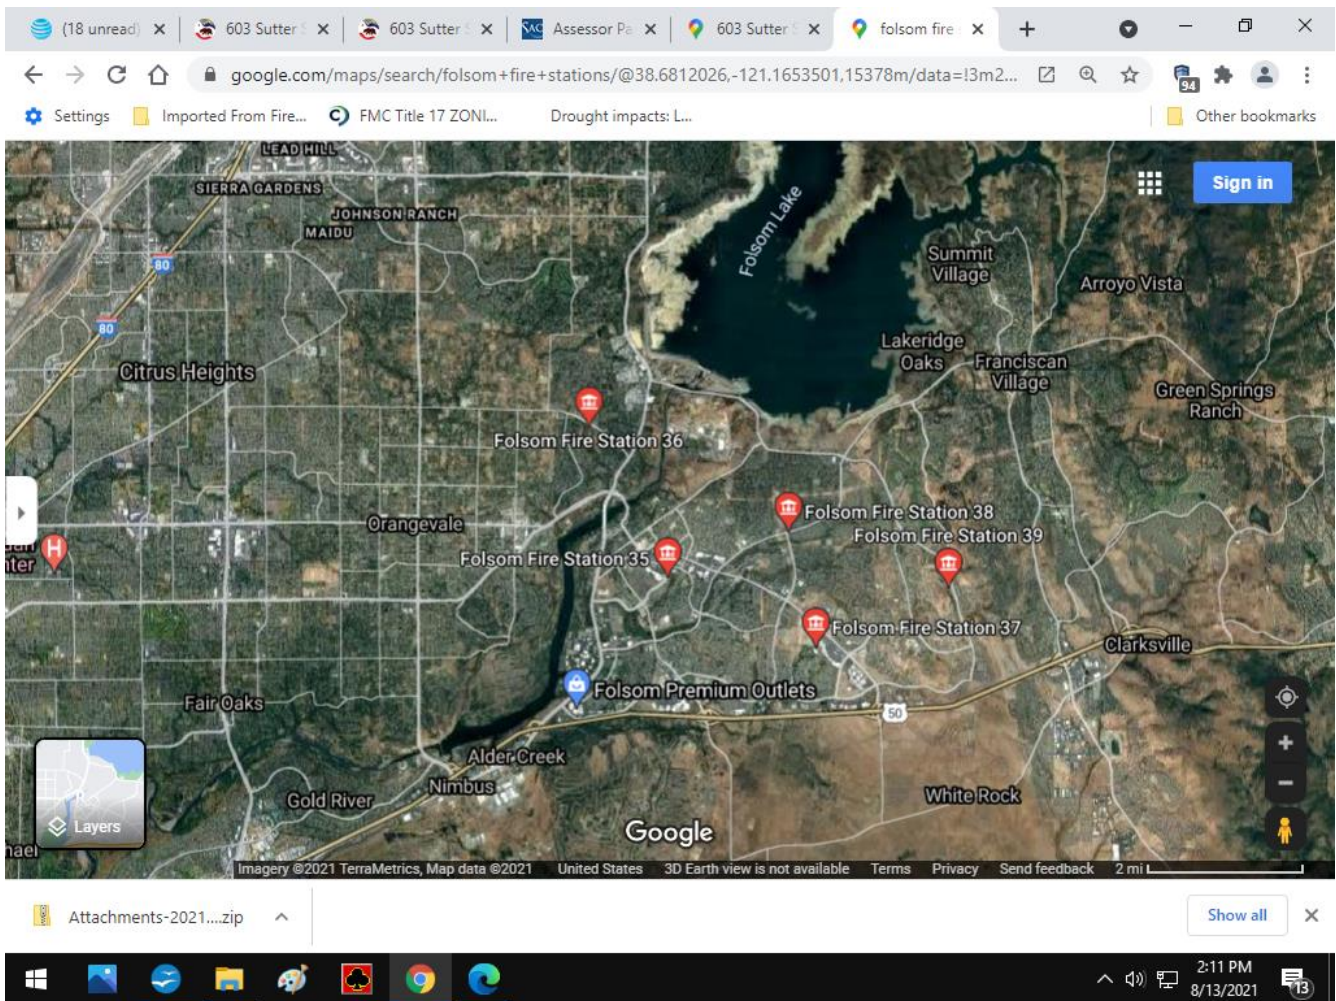 (18 unread)
603 Sutter S
603 Sutter S
Assessor Pa
603 Sutter S
folsom fire s
google.com/maps/search/folsom+fire+stations/@38.6812026,-121.1653501,15378m/data=!3m2...
94
Settings
Imported From Fire...
FMC Title 17 ZONI...
Drought impacts: L...
Other bookmarks
LEAD HILL
SIERRA GARDENS
JOHNSON RANCH
MAIDU
80
80
Folsom Lake
Sign in
Summit
Village
Arroyo Vista
Citrus Heights
Lakeridge
Oaks
Franciscan
Village
Green Springs
Ranch
Folsom Fire Station 36
Orangevale
Folsom Fire Station 38
Folsom Fire Station 39
H
nter
Folsom Fire Station 35
Folsom Fire Station 37
Clarksville
Folsom Premium Outlets
Fair Oaks
50
Alder Creek
Nimbus
Gold River
White Rock
Layers
Google
hael
Imagery ©2021 TerraMetrics, Map data ©2021 United States 3D Earth view is not available Terms Privacy Send feedback 2 mi
Attachments-2021....zip
Show all
2:11 PM
8/13/2021
13